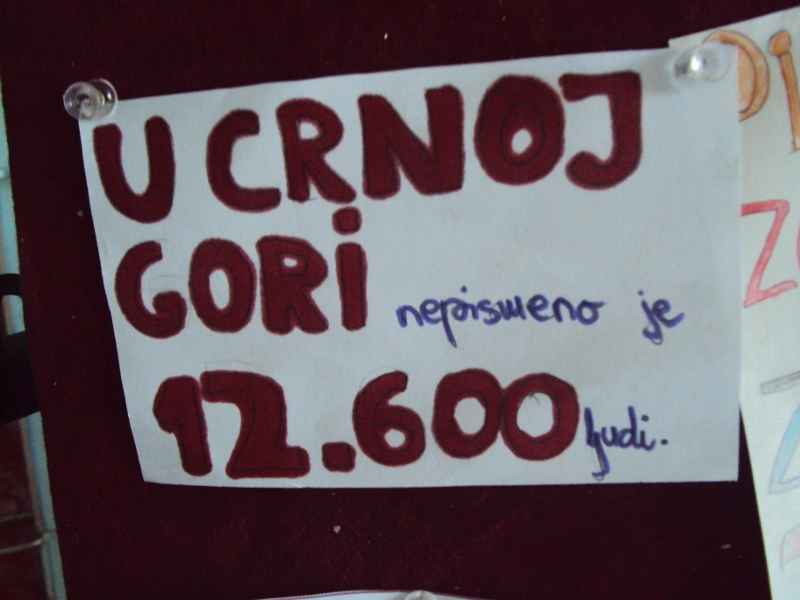 U CRNOJ
GORi nepismeno je
12.600 ljudi.